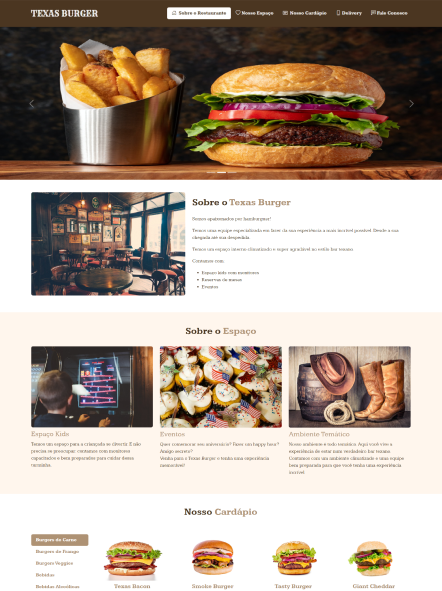 TEXAS BURGER
Sobre o Restaurante
Nosso Espaço
Nosso Cardápio
Delivery
Fale Conosco
Sobre o Texas Burger
Somos apaixonados por hamburguer!
Temos uma equipe especializada em fazer da sua experiência a mais incrível possível. Desde a sua
chegada até sua despedida.
Temos um espaço interno climatizado e super agradável no estilo bar texano.
Contamos com:
Espaço kids com monitores
Reservas de mesas
Eventos
Sobre o Espaço
Espaço Kids
Temos um espaço para a criançada se divertir. E não
precisa se preocupar, contamos com monitores
capacitados e bem preparados para cuidar dessa
turminha.
Eventos
Quer comemorar seu aniversário? Fazer um happy hour?
Amigo secreto?
Venha para o Texas Burger e tenha uma experiência
memorável!
Ambiente Temático
Nosso ambiente é todo temático. Aqui você vive a
experiência de estar num verdadeiro bar texano.
Contamos com um ambiente climatizado e uma equipe
bem preparada para que você tenha uma experiência
incrível.
Nosso Cardápio
Burgers de Carne
Burgers de Frango
Burgers Veggies
Bebidas
Bebidas Alcoólicas
Texas Bacon
Smoke Burger
Tasty Burger
Giant Cheddar